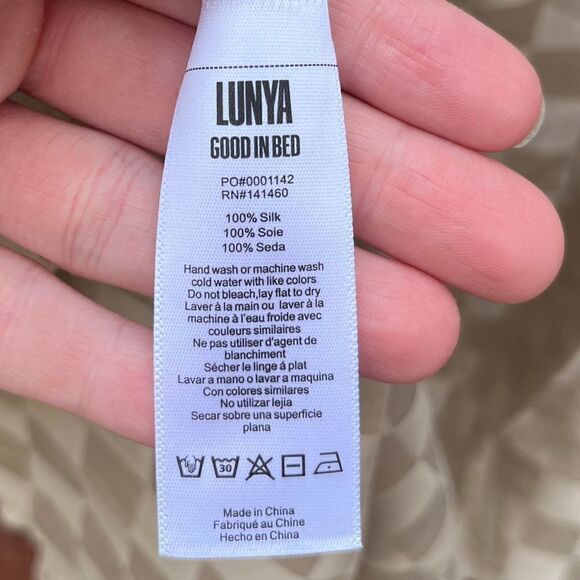 LUNYA
GOOD IN BED
PO#0001142
RN#141460
100% Silk
100% Soie
100% Seda
Hand wash or machine wash
cold water with like colors
Do not bleach,lay flat to dry
Laver à la main ou laver à la
machine à l'eau froide avec
couleurs similaires
Ne pas utiliser d'agent de
blanchiment
Sécher le linge á plat
Lavar a mano o lavar a maquina
Con colores similares
No utilizar lejia
Secar sobre una superficie
plana
30
Made in China
Fabriqué au Chine
Hecho en China